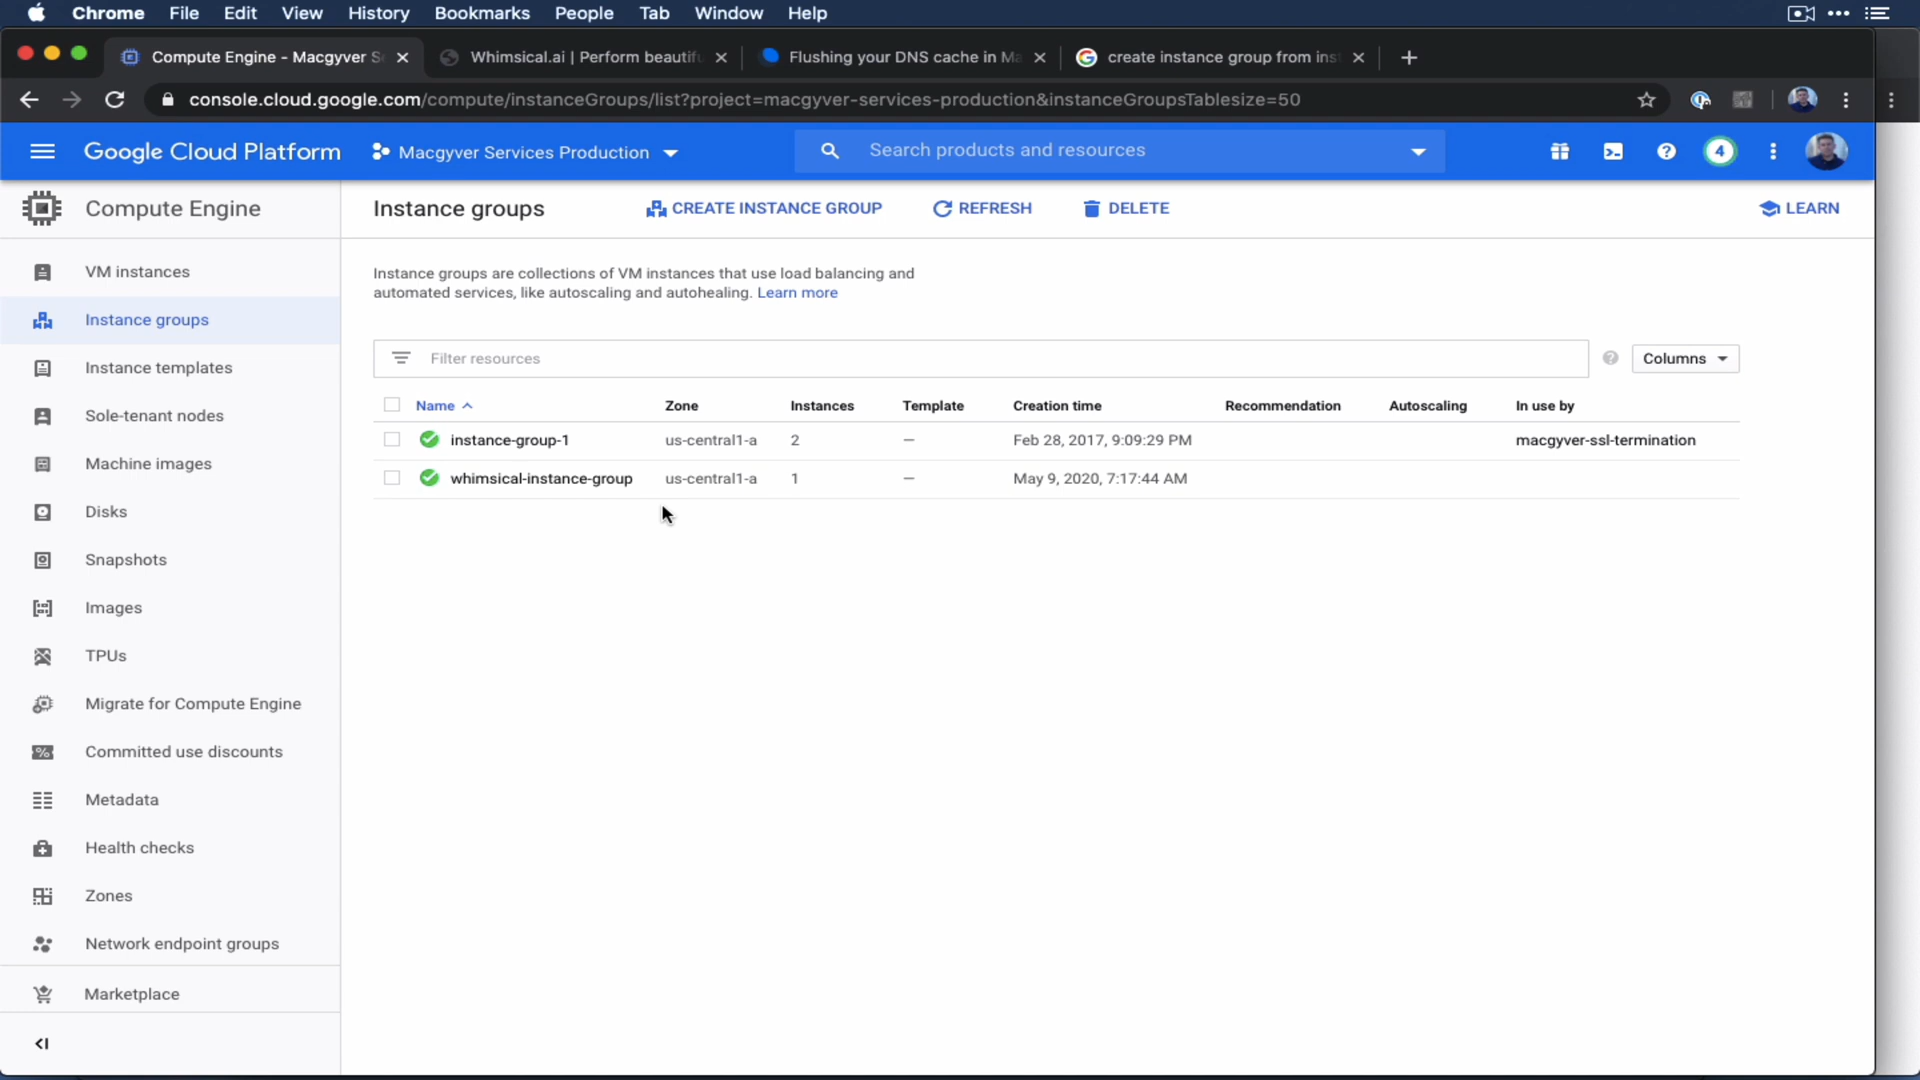 Chrome File Edit View History Bookmarks People Tab Window Help
Compute Engine - Macgyver S
Whimsical.ai | Perform beautifu
Flushing your DNS cache in Ma
create instance group from ins
console.cloud.google.com/compute/instanceGroups/list?project=macgyver-services-production&instanceGroupsTablesize=50
Google Cloud Platform
Macgyver Services Production
Search products and resources
4
Compute Engine
Instance groups
CREATE INSTANCE GROUP
REFRESH
DELETE
LEARN
VM instances
Instance groups
Instance templates
Sole-tenant nodes
Machine images
Disks
Snapshots
Images
TPUs
Migrate for Compute Engine
Committed use discounts
Metadata
Health checks
Zones
Network endpoint groups
Marketplace
Instance groups are collections of VM instances that use load balancing and
automated services, like autoscaling and autohealing. Learn more
Filter resources
Columns
Name Zone Instances Template Creation time Recommendation Autoscaling In use by
instance-group-1 us-central1-a 2 — Feb 28, 2017, 9:09:29 PM macgyver-ssl-termination
whimsical-instance-group us-central1-a 1 — May 9, 2020, 7:17:44 AM